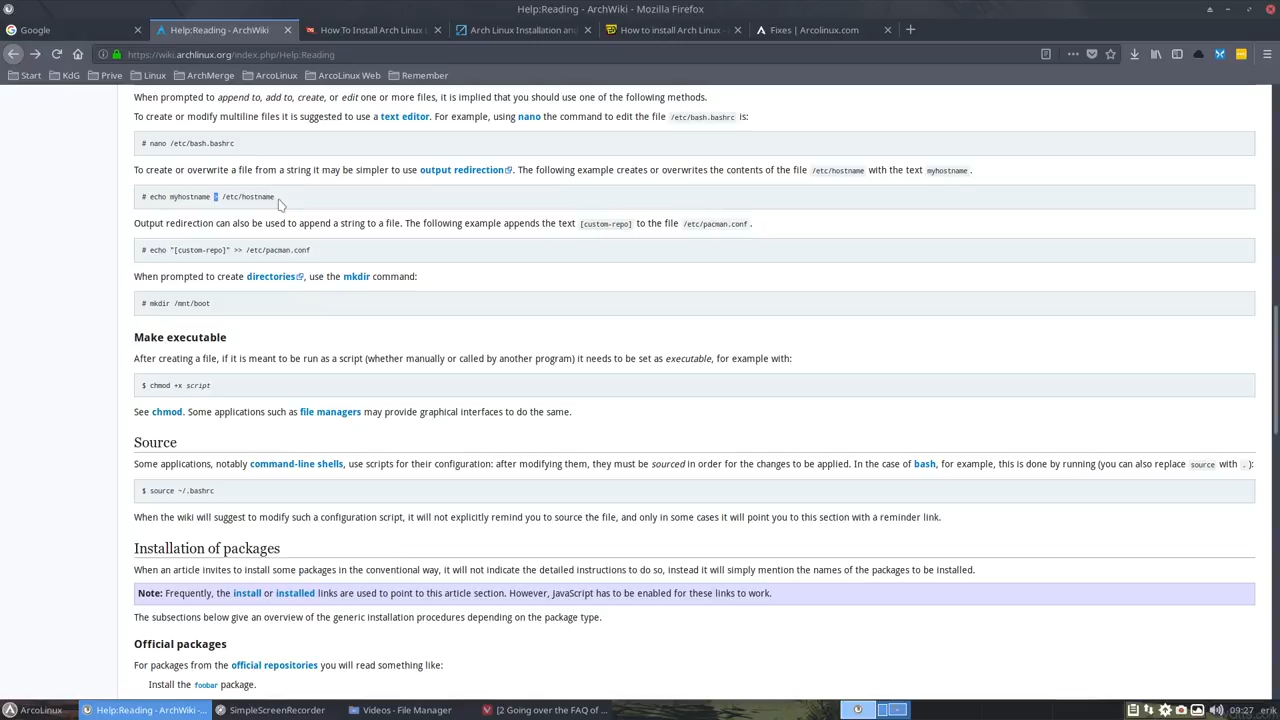 Help:Reading - ArchWiki - Mozilla Firefox
Google
Help:Reading - ArchWiki
How To Install Arch Linux
Arch Linux Installation an
How to install Arch Linux -
Fixes | Arcolinux.com
https://wiki.archlinux.org/index.php/Help:Reading
Start KdG Prive Linux ArchMerge ArcoLinux ArcoLinux Web Remember
When prompted to append to, add to, create, or edit one or more files, it is implied that you should use one of the following methods.
To create or modify multiline files it is suggested to use a text editor. For example, using nano the command to edit the file /etc/bash.bashrc is:
# nano /etc/bash.bashrc
To create or overwrite a file from a string it may be simpler to use output redirection. The following example creates or overwrites the contents of the file /etc/hostname with the text myhostname.
# echo myhostname > /etc/hostname
Output redirection can also be used to append a string to a file. The following example appends the text [custom-repo] to the file /etc/pacman.conf.
# echo "[custom-repo]" >> /etc/pacman.conf
When prompted to create directories, use the mkdir command:
# mkdir /mnt/boot
Make executable
After creating a file, if it is meant to be run as a script (whether manually or called by another program) it needs to be set as executable, for example with:
$ chmod +x script
See chmod. Some applications such as file managers may provide graphical interfaces to do the same.
Source
Some applications, notably command-line shells, use scripts for their configuration: after modifying them, they must be sourced in order for the changes to be applied. In the case of bash, for example, this is done by running (you can also replace source with .):
$ source ~/.bashrc
When the wiki will suggest to modify such a configuration script, it will not explicitly remind you to source the file, and only in some cases it will point you to this section with a reminder link.
Installation of packages
When an article invites to install some packages in the conventional way, it will not indicate the detailed instructions to do so, instead it will simply mention the names of the packages to be installed.
Note: Frequently, the install or installed links are used to point to this article section. However, JavaScript has to be enabled for these links to work.
The subsections below give an overview of the generic installation procedures depending on the package type.
Official packages
For packages from the official repositories you will read something like:
Install the foobar package.
ArcoLinux
Help:Reading - ArchWiki -...
SimpleScreenRecorder
Videos - File Manager
[2 Going over the FAQ of ...
09:27 erik